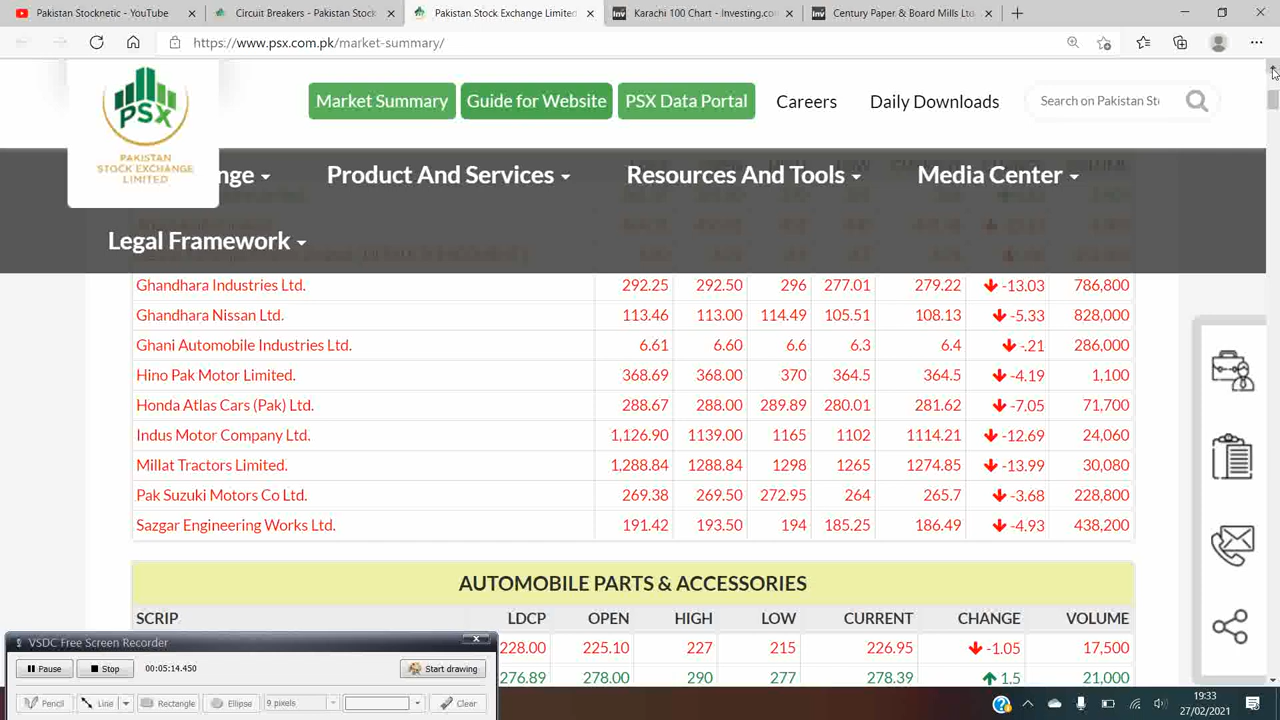 Pakistan Stocknetic - YouTube
Circuit Breakers - Pakistan Stock
Pakistan Stock Exchange Limited
Karachi 100 Chart - Investing.com
Century Paper & Board Mills Ltd.
https://www.psx.com.pk/market-summary/
PSX
PAKISTAN
STOCK EXCHANGE
LIMITED
Market Summary
Guide for Website
PSX Data Portal
Careers
Daily Downloads
Search on Pakistan St
nge
Product And Services
Resources And Tools
Media Center
Legal Framework
Ghandhara Industries Ltd. 292.25 292.50 296 277.01 279.22 -13.03 786,800
Ghandhara Nissan Ltd. 113.46 113.00 114.49 105.51 108.13 -5.33 828,000
Ghani Automobile Industries Ltd. 6.61 6.60 6.6 6.3 6.4 -.21 286,000
Hino Pak Motor Limited. 368.69 368.00 370 364.5 364.5 -4.19 1,100
Honda Atlas Cars (Pak) Ltd. 288.67 288.00 289.89 280.01 281.62 -7.05 71,700
Indus Motor Company Ltd. 1,126.90 1139.00 1165 1102 1114.21 -12.69 24,060
Millat Tractors Limited. 1,288.84 1288.84 1298 1265 1274.85 -13.99 30,080
Pak Suzuki Motors Co Ltd. 269.38 269.50 272.95 264 265.7 -3.68 228,800
Sazgar Engineering Works Ltd. 191.42 193.50 194 185.25 186.49 -4.93 438,200
AUTOMOBILE PARTS & ACCESSORIES
SCRIP LDCP OPEN HIGH LOW CURRENT CHANGE VOLUME
228.00 225.10 227 215 226.95 -1.05 17,500
276.89 278.00 290 277 278.39 1.5 21,000
VSDC Free Screen Recorder
Pause
Stop
00:05:14.450
Start drawing
Pencil
Line
Rectangle
Ellipse
9 pixels
Clear
19:33
27/02/2021